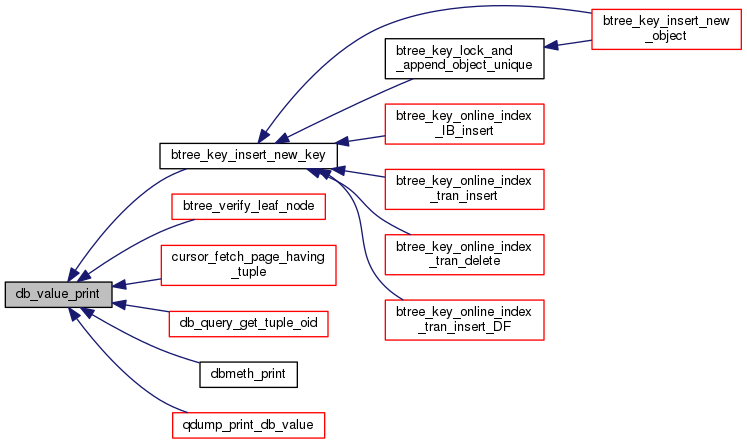 db_value_print
btree_key_insert_new_key
btree_verify_leaf_node
cursor_fetch_page_having
_tuple
db_query_get_tuple_oid
dbmeth_print
qdump_print_db_value
btree_key_lock_and
_append_object_unique
btree_key_online_index
_IB_insert
btree_key_online_index
_tran_insert
btree_key_online_index
_tran_delete
btree_key_online_index
_tran_insert_DF
btree_key_insert_new
_object